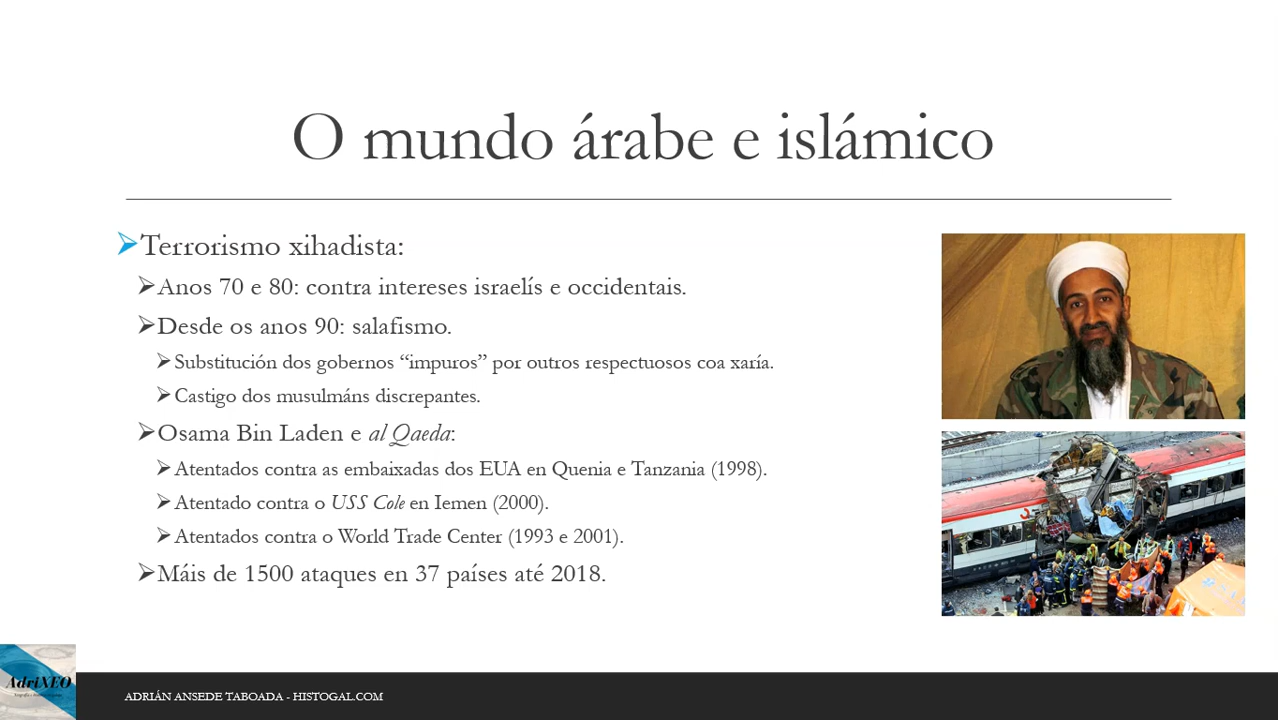 O mundo árabe e islámico
Terrorismo xihadista:
Anos 70 e 80: contra intereses israelís e occidentais.
Desde os anos 90: salafismo.
Substitución dos gobernos “impuros” por outros respectuosos coa xaría.
Castigo dos musulmáns discrepantes.
Osama Bin Laden e al Qaeda:
Atentados contra as embaixadas dos EUA en Quenia e Tanzania (1998).
Atentado contra o USS Cole en Iemen (2000).
Atentados contra o World Trade Center (1993 e 2001).
Máis de 1500 ataques en 37 países até 2018.
AdriXEO
ADRIÁN ANSEDE TABOADA - HISTOGAL.COM